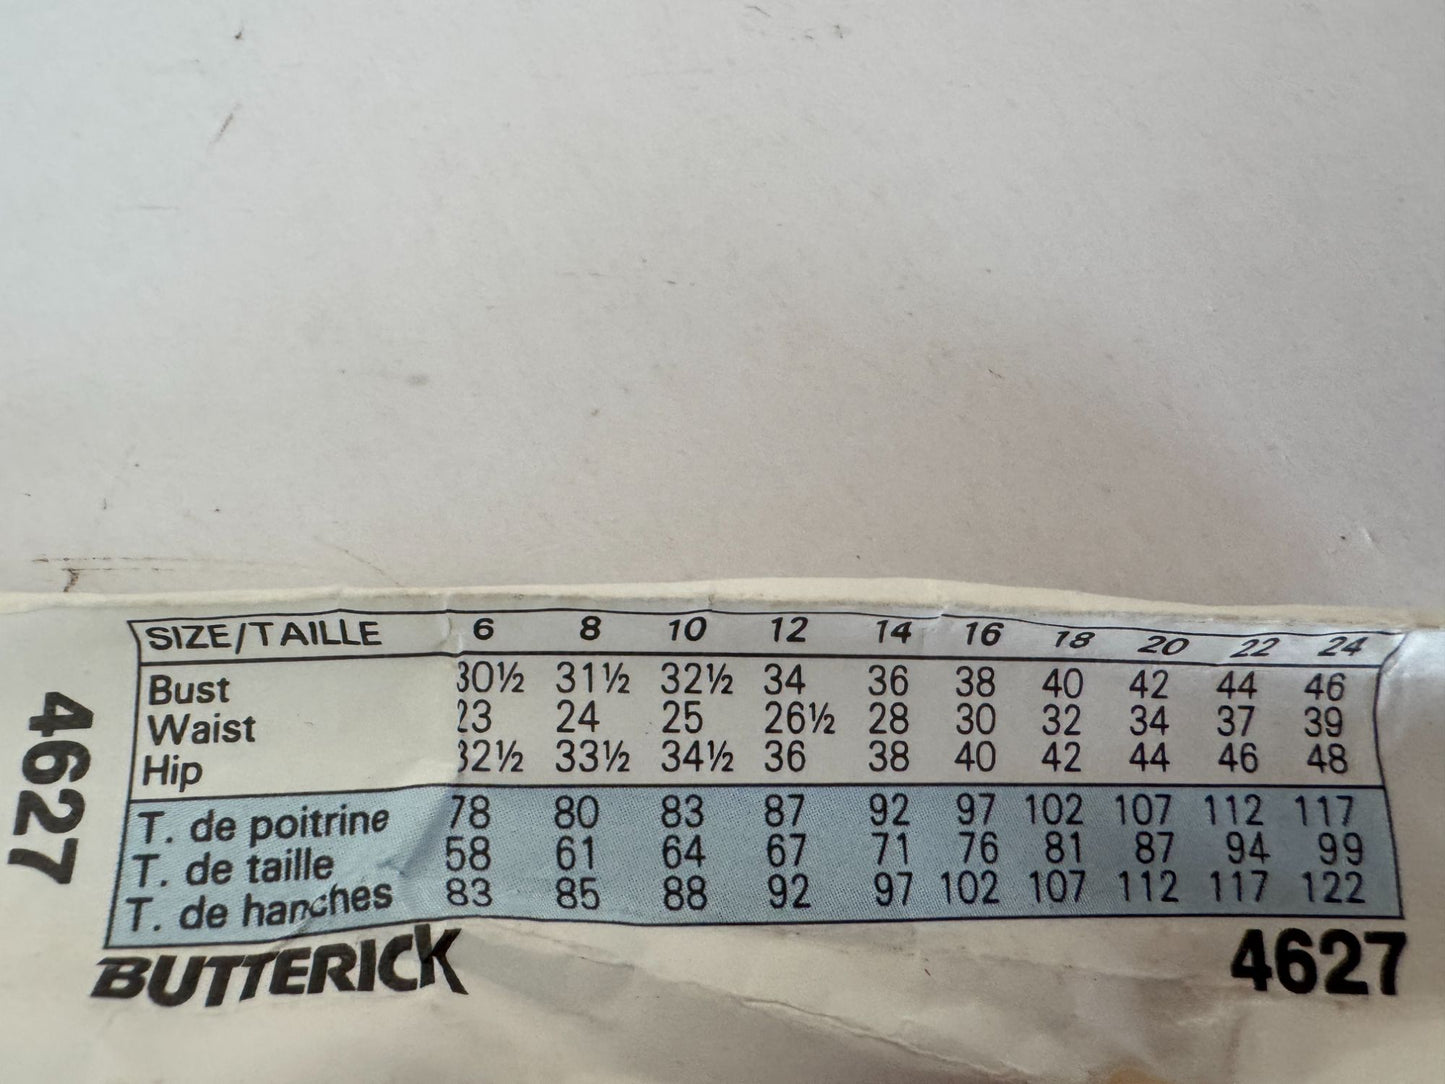 SIZE/TAILLE 6 8 10 12 14 16 18 20 22 24
Bust 30½ 31½ 32½ 34 36 38 40 42 44 46
Waist 23 24 25 26½ 28 30 32 34 37 39
Hip 32½ 33½ 34½ 36 38 40 42 44 46 48
T. de poitrine 78 80 83 87 92 97 102 107 112 117
T. de taille 58 61 64 67 71 76 81 87 94 99
T. de hanches 83 85 88 92 97 102 107 112 117 122
BUTTERICK 4627
4627